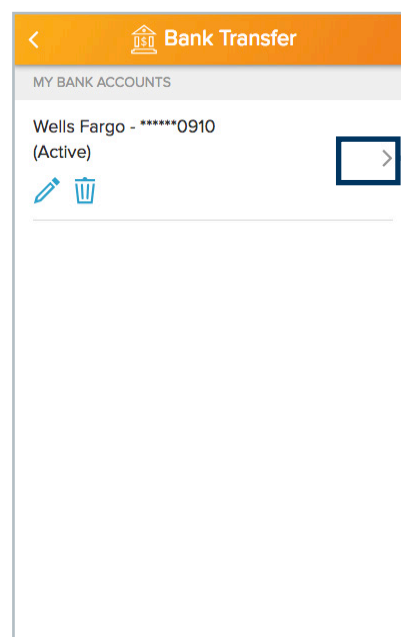 Bank Transfer
MY BANK ACCOUNTS
Wells Fargo - ******0910
(Active)